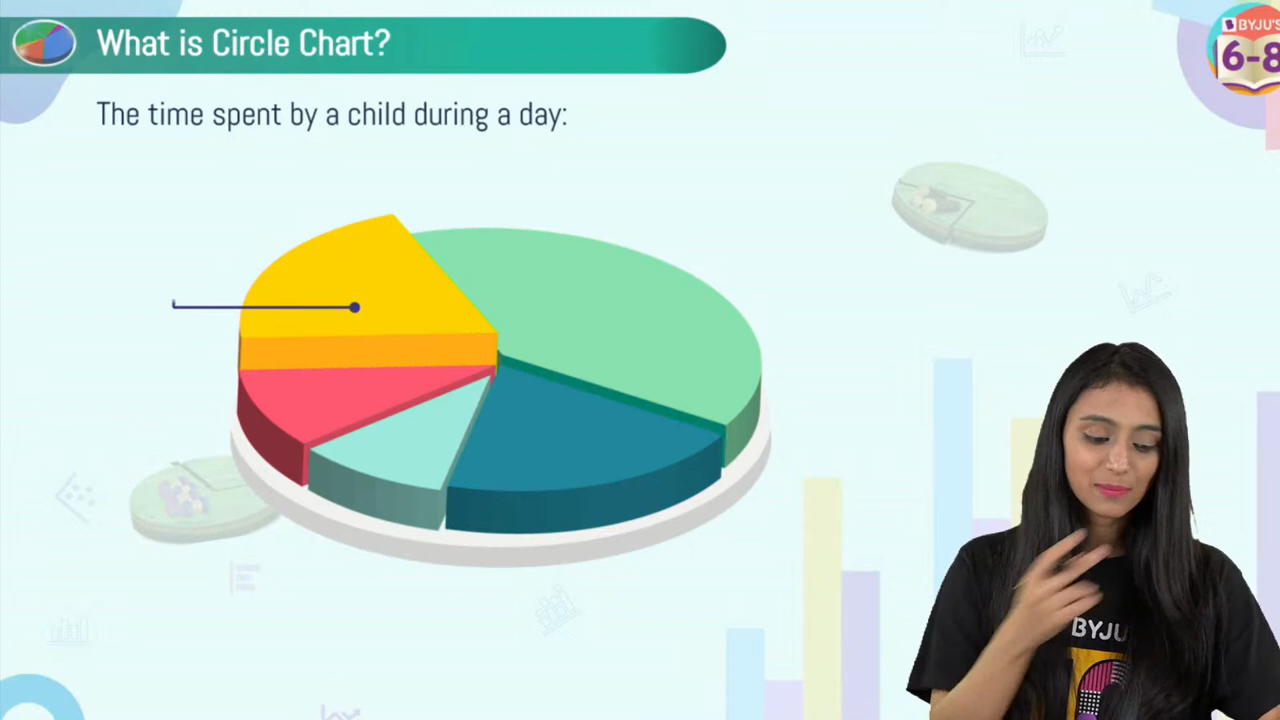 What is Circle Chart?
BYJU'S
6-8
The time spent by a child during a day:
BYJU